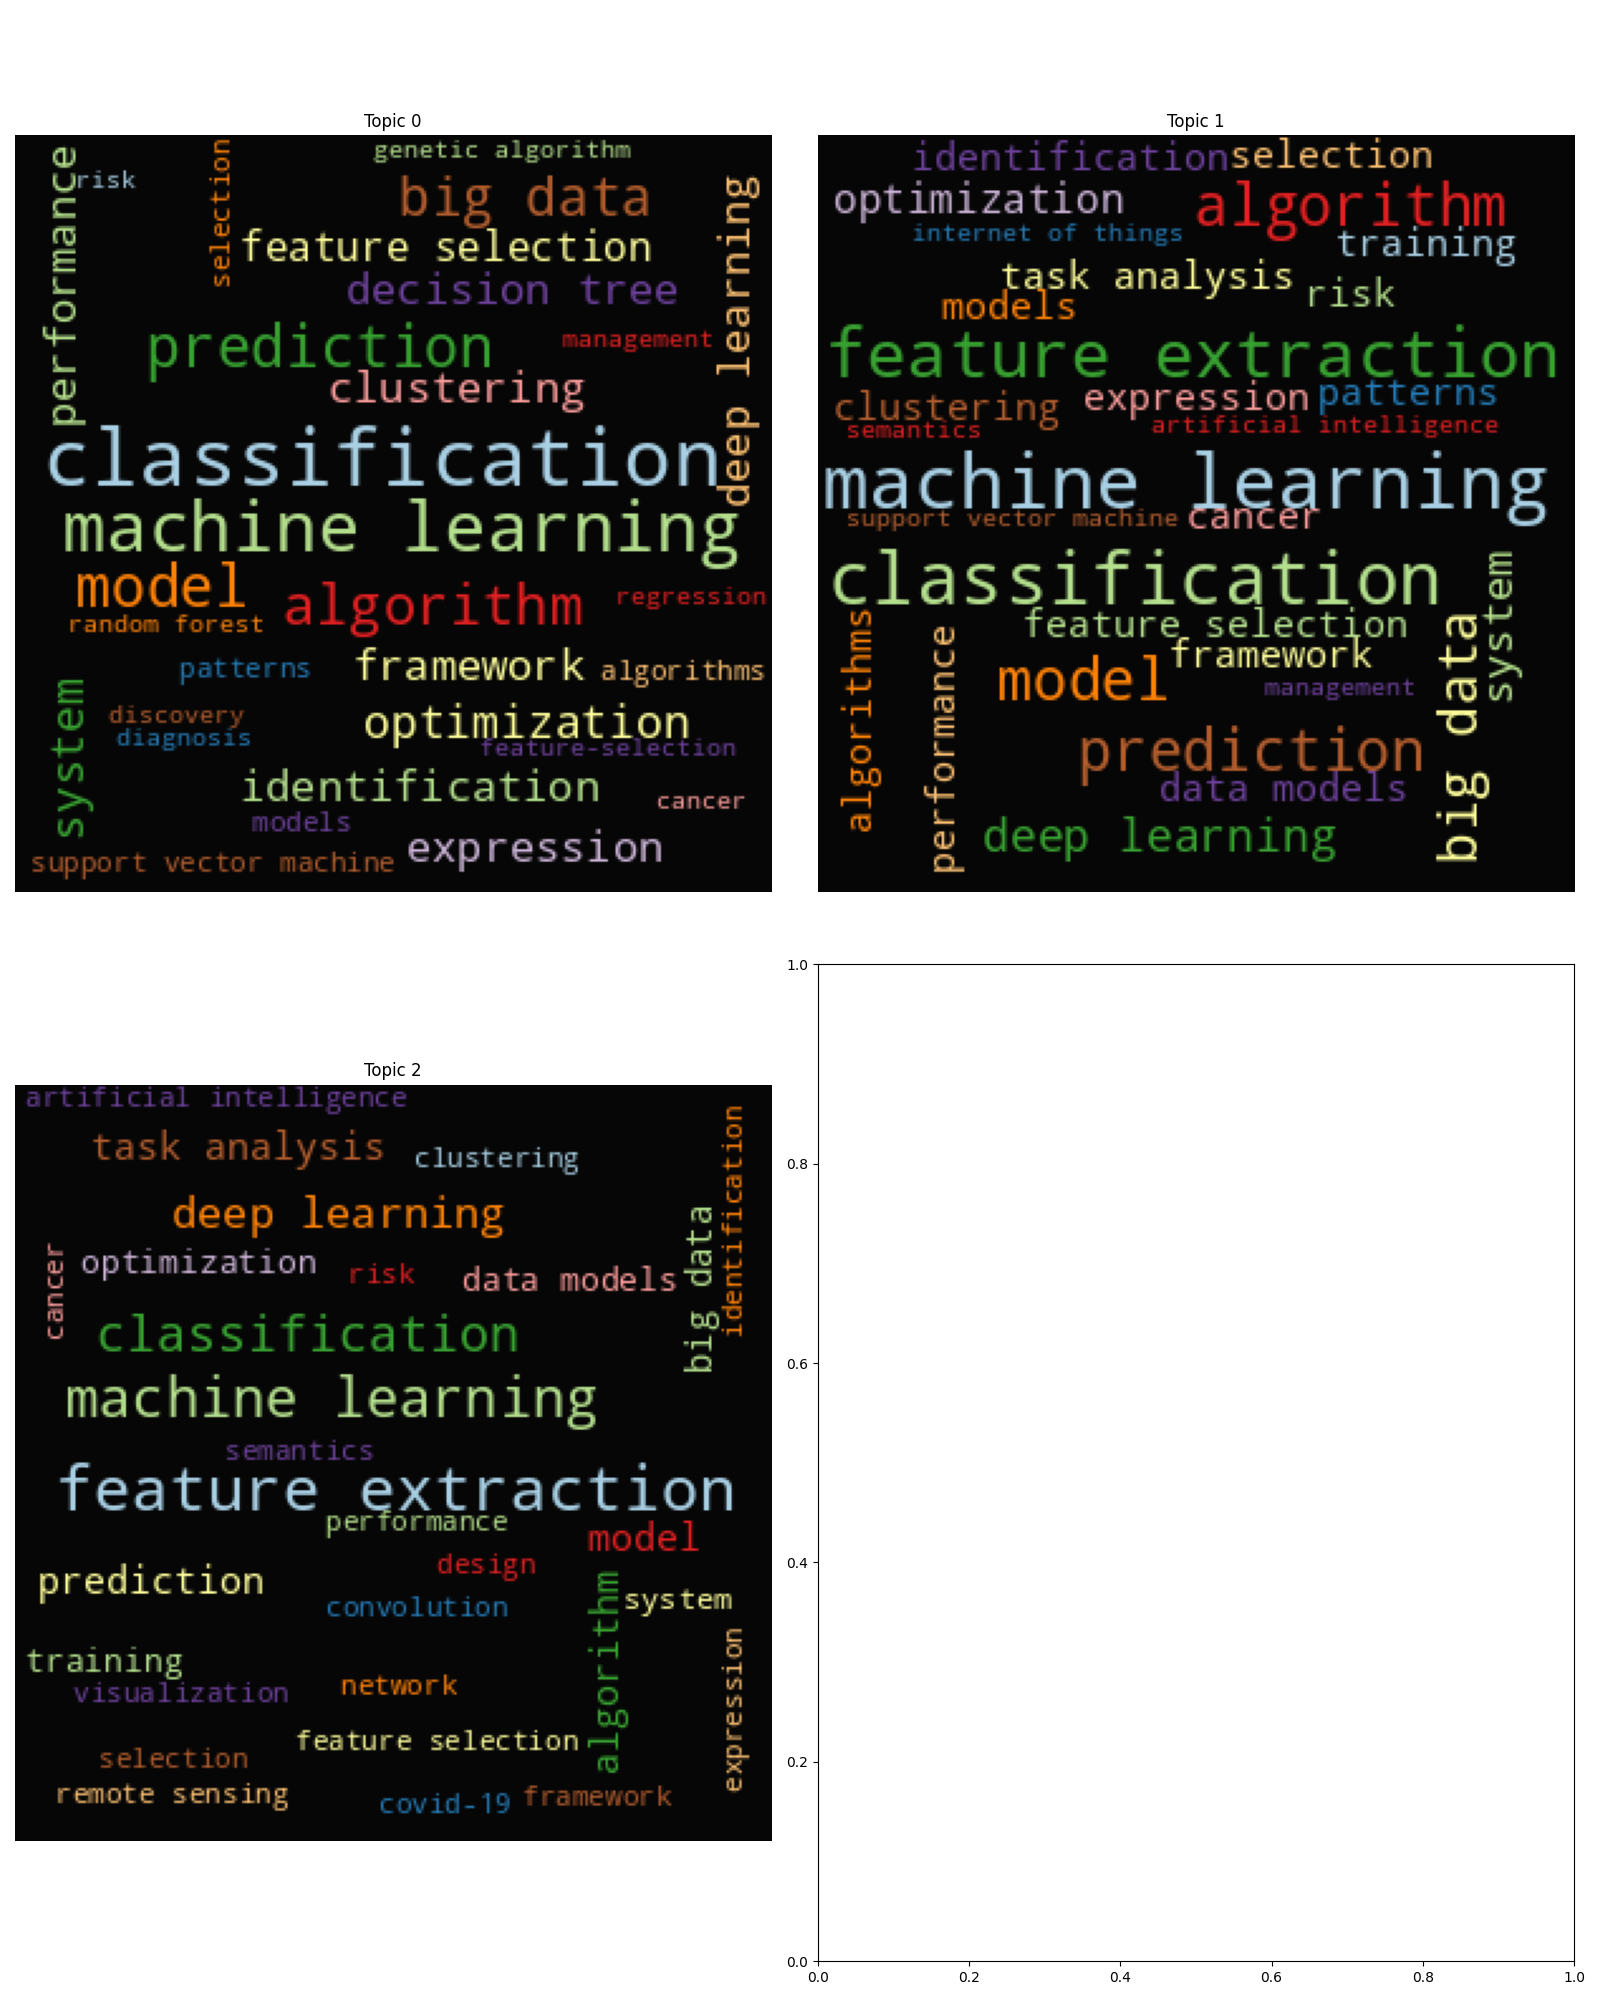 Topic 0
genetic algorithm
performance
risk
selection
big data
deep learning
feature selection
decision tree
prediction
management
clustering
classification
machine learning
model
algorithm
regression
random forest
framework
algorithms
patterns
system
discovery
optimization
diagnosis
feature-selection
identification
cancer
models
expression
support vector machine
Topic 1
identification
selection
optimization
algorithm
internet of things
training
task analysis
risk
models
feature extraction
patterns
expression
clustering
artificial intelligence
semantics
machine learning
support vector machine
cancer
classification
system
feature selection
algorithms
performance
framework
big data
model
management
prediction
data models
deep learning
Topic 2
artificial intelligence
identification
task analysis
clustering
deep learning
big data
cancer
optimization
risk
data models
classification
machine learning
semantics
feature extraction
performance
model
design
prediction
algorithm
system
convolution
expression
training
network
visualization
feature selection
selection
remote sensing
framework
covid-19
1.0
0.8
0.6
0.4
0.2
0.0
0.0 0.2 0.4 0.6 0.8 1.0